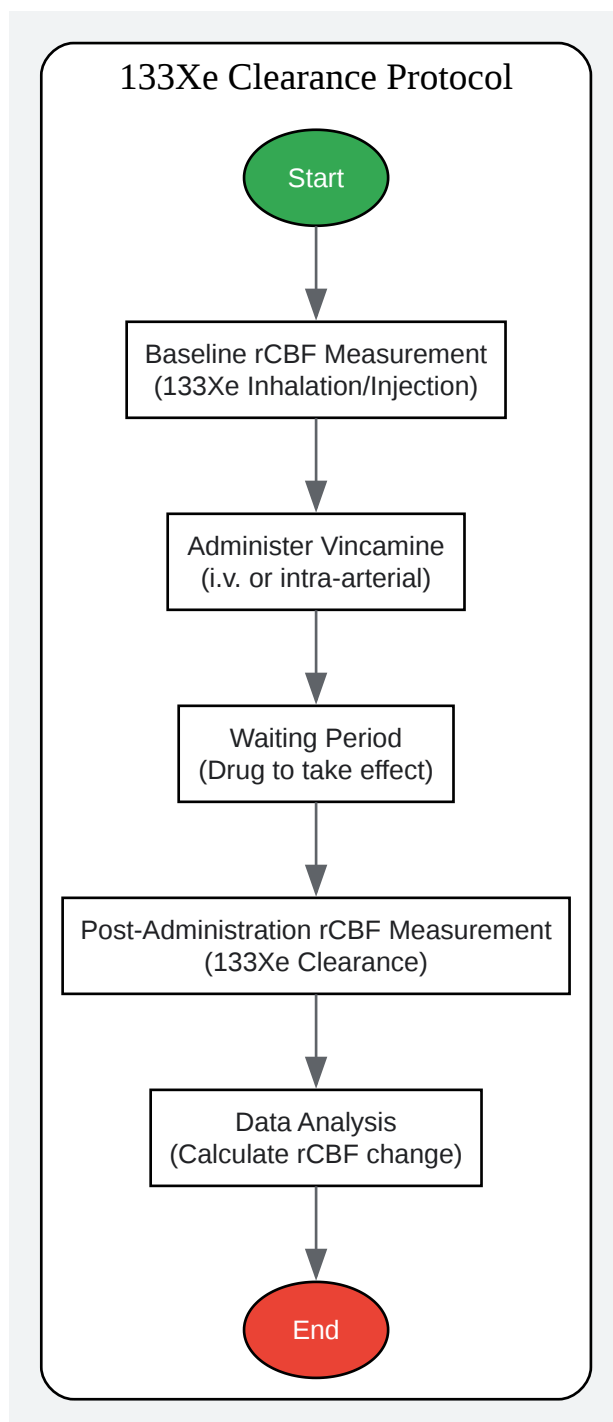 133Xe Clearance Protocol
Start
Baseline rCBF Measurement
(133Xe Inhalation/Injection)
Administer Vincamine
(i.v. or intra-arterial)
Waiting Period
(Drug to take effect)
Post-Administration rCBF Measurement
(133Xe Clearance)
Data Analysis
(Calculate rCBF change)
End